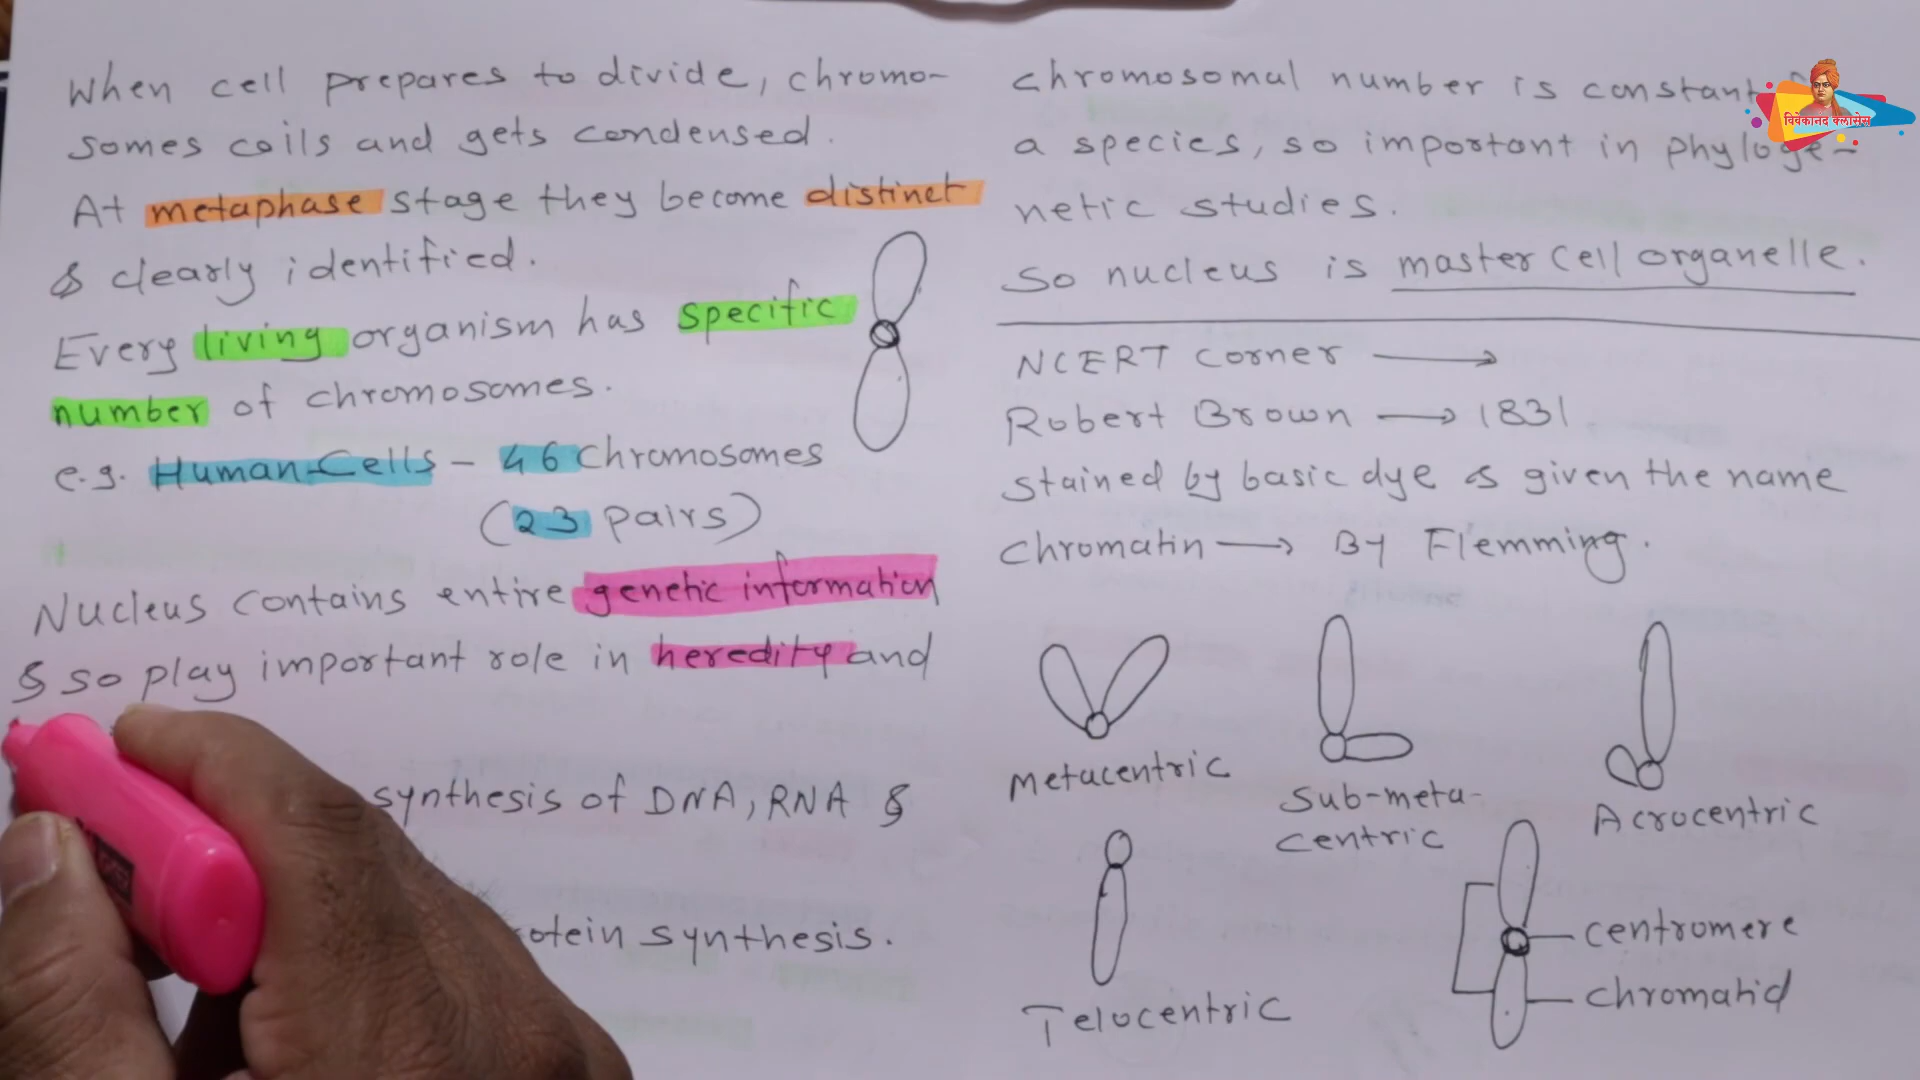 When cell prepares to divide, chromo-
somes coils and gets condensed.
At metaphase stage they become distinct
& clearly identified.
Every living organism has specific
number of chromosomes.
e.g. Human Cells - 46 Chromosomes
(23 pairs)
Nucleus contains entire genetic information
& so play important role in heredity and
synthesis of DNA, RNA &
otein synthesis.
chromosomal number is constant
a species, so important in phyloge-
netic studies.
So nucleus is master cell organelle.
NCERT Corner →
Robert Brown → 1831
stained by basic dye & given the name
chromatin → By Flemming.
Metacentric
Sub-meta-
centric
Acrocentric
Telocentric
centromere
chromatid
विवेकानंद क्लासेस